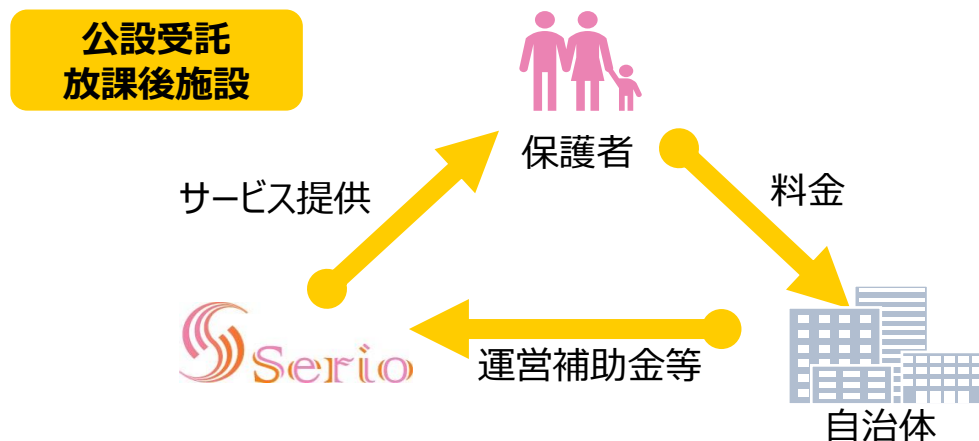 公設受託
放課後施設
保護者
サービス提供
料金
Serio
運営補助金等
自治体